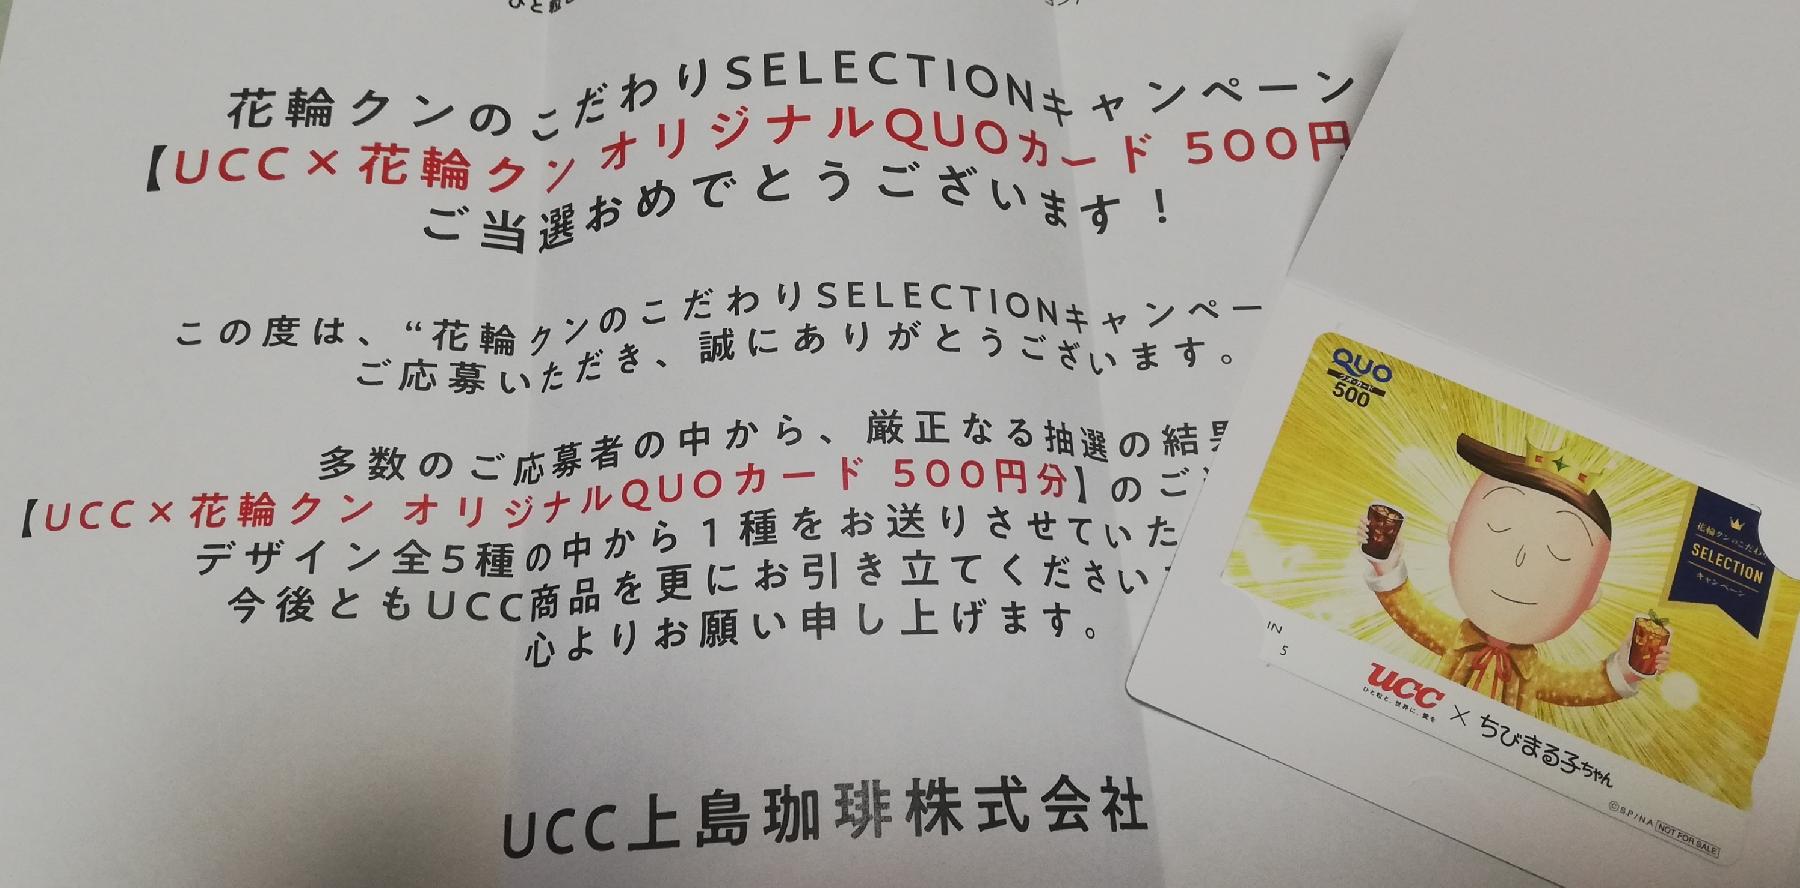 花輪クンのこだわりSELECTIONキャンペーン
【UCC×花輪クン オリジナルQUOカード 500円
ご当選おめでとうございます！
この度は、“花輪クンのこだわりSELECTIONキャンペー
ご応募いただき、誠にありがとうございます。
多数のご応募者の中から、厳正なる抽選の結果
【UCC×花輪クン オリジナルQUOカード 500円分】のご
デザイン全5種の中から1種をお送りさせていた
今後ともUCC商品を更にお引き立てください
心よりお願い申し上げます。
UCC上島珈琲株式会社
QUO
500
花輪クンのこだわ
SELECTION
キャンペーン
IN
5
UCC × ちびまる子ちゃん
ひと粒と、世界に、愛を
©S.P/N.A NOT FOR SALE